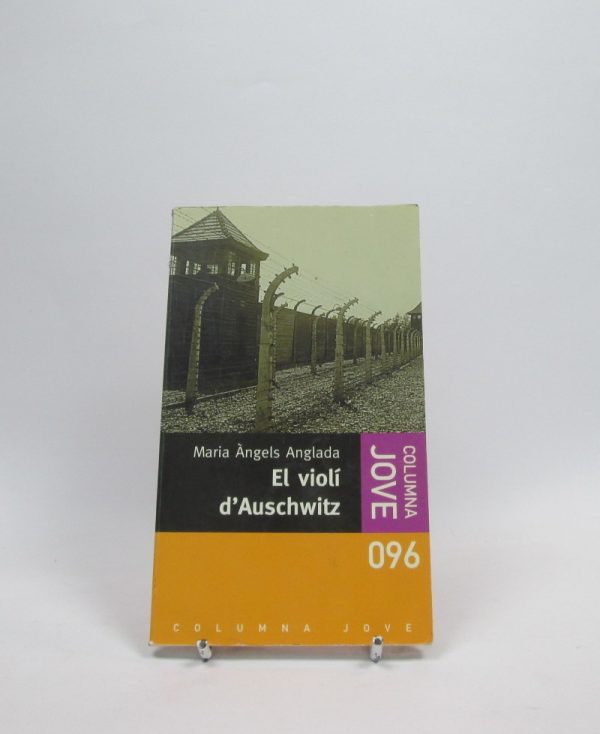 Maria Àngels Anglada
El violí
d'Auschwitz
COLUMNA
JOVE
096
COLUMNA JOVE